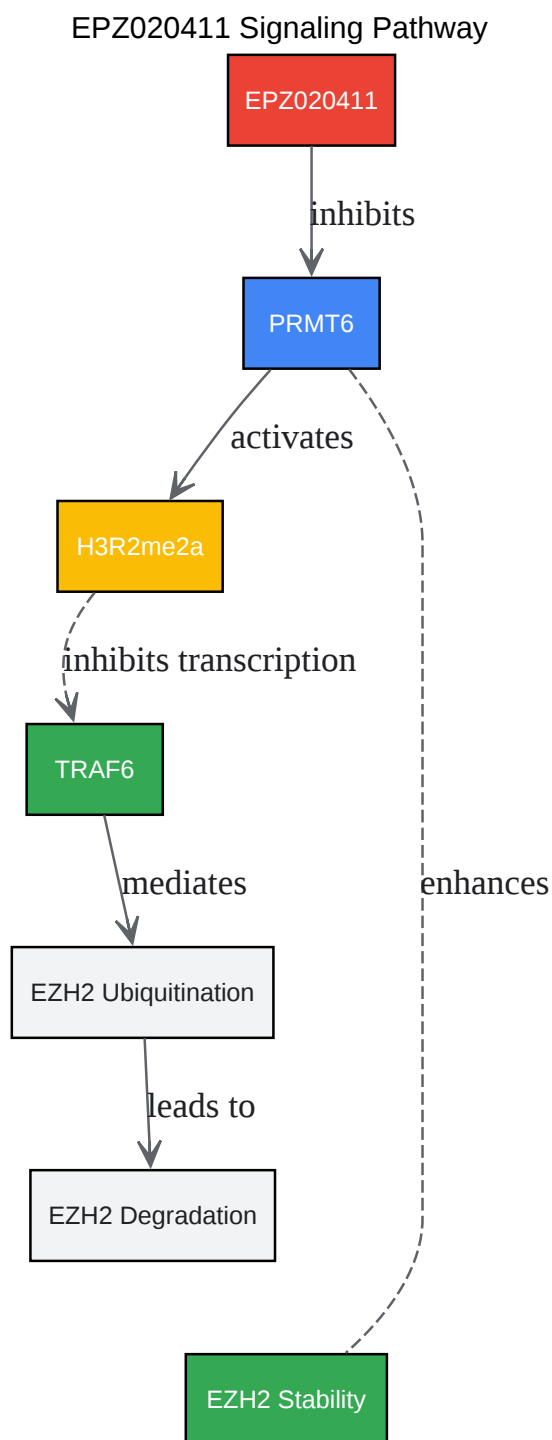 EPZ020411 Signaling Pathway
EPZ020411
inhibits
PRMT6
activates
H3R2me2a
inhibits transcription
TRAF6
mediates
enhances
EZH2 Ubiquitination
leads to
EZH2 Degradation
EZH2 Stability